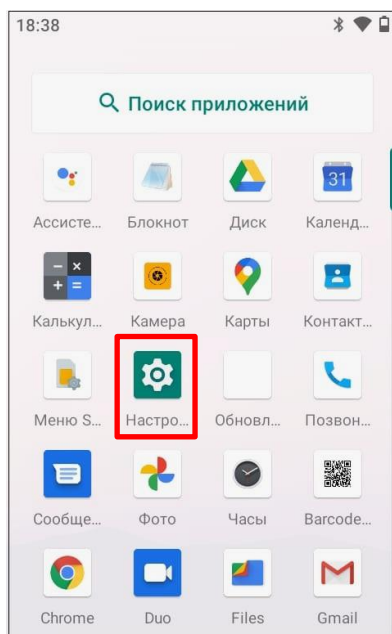 18:38
Поиск приложений
31
Ассисте... Блокнот Диск Календ...
Калькул... Камера Карты Контакт...
Меню S... Настро... Обновл... Позвон...
Сообще... Фото Часы Barcode...
Chrome Duo Files Gmail